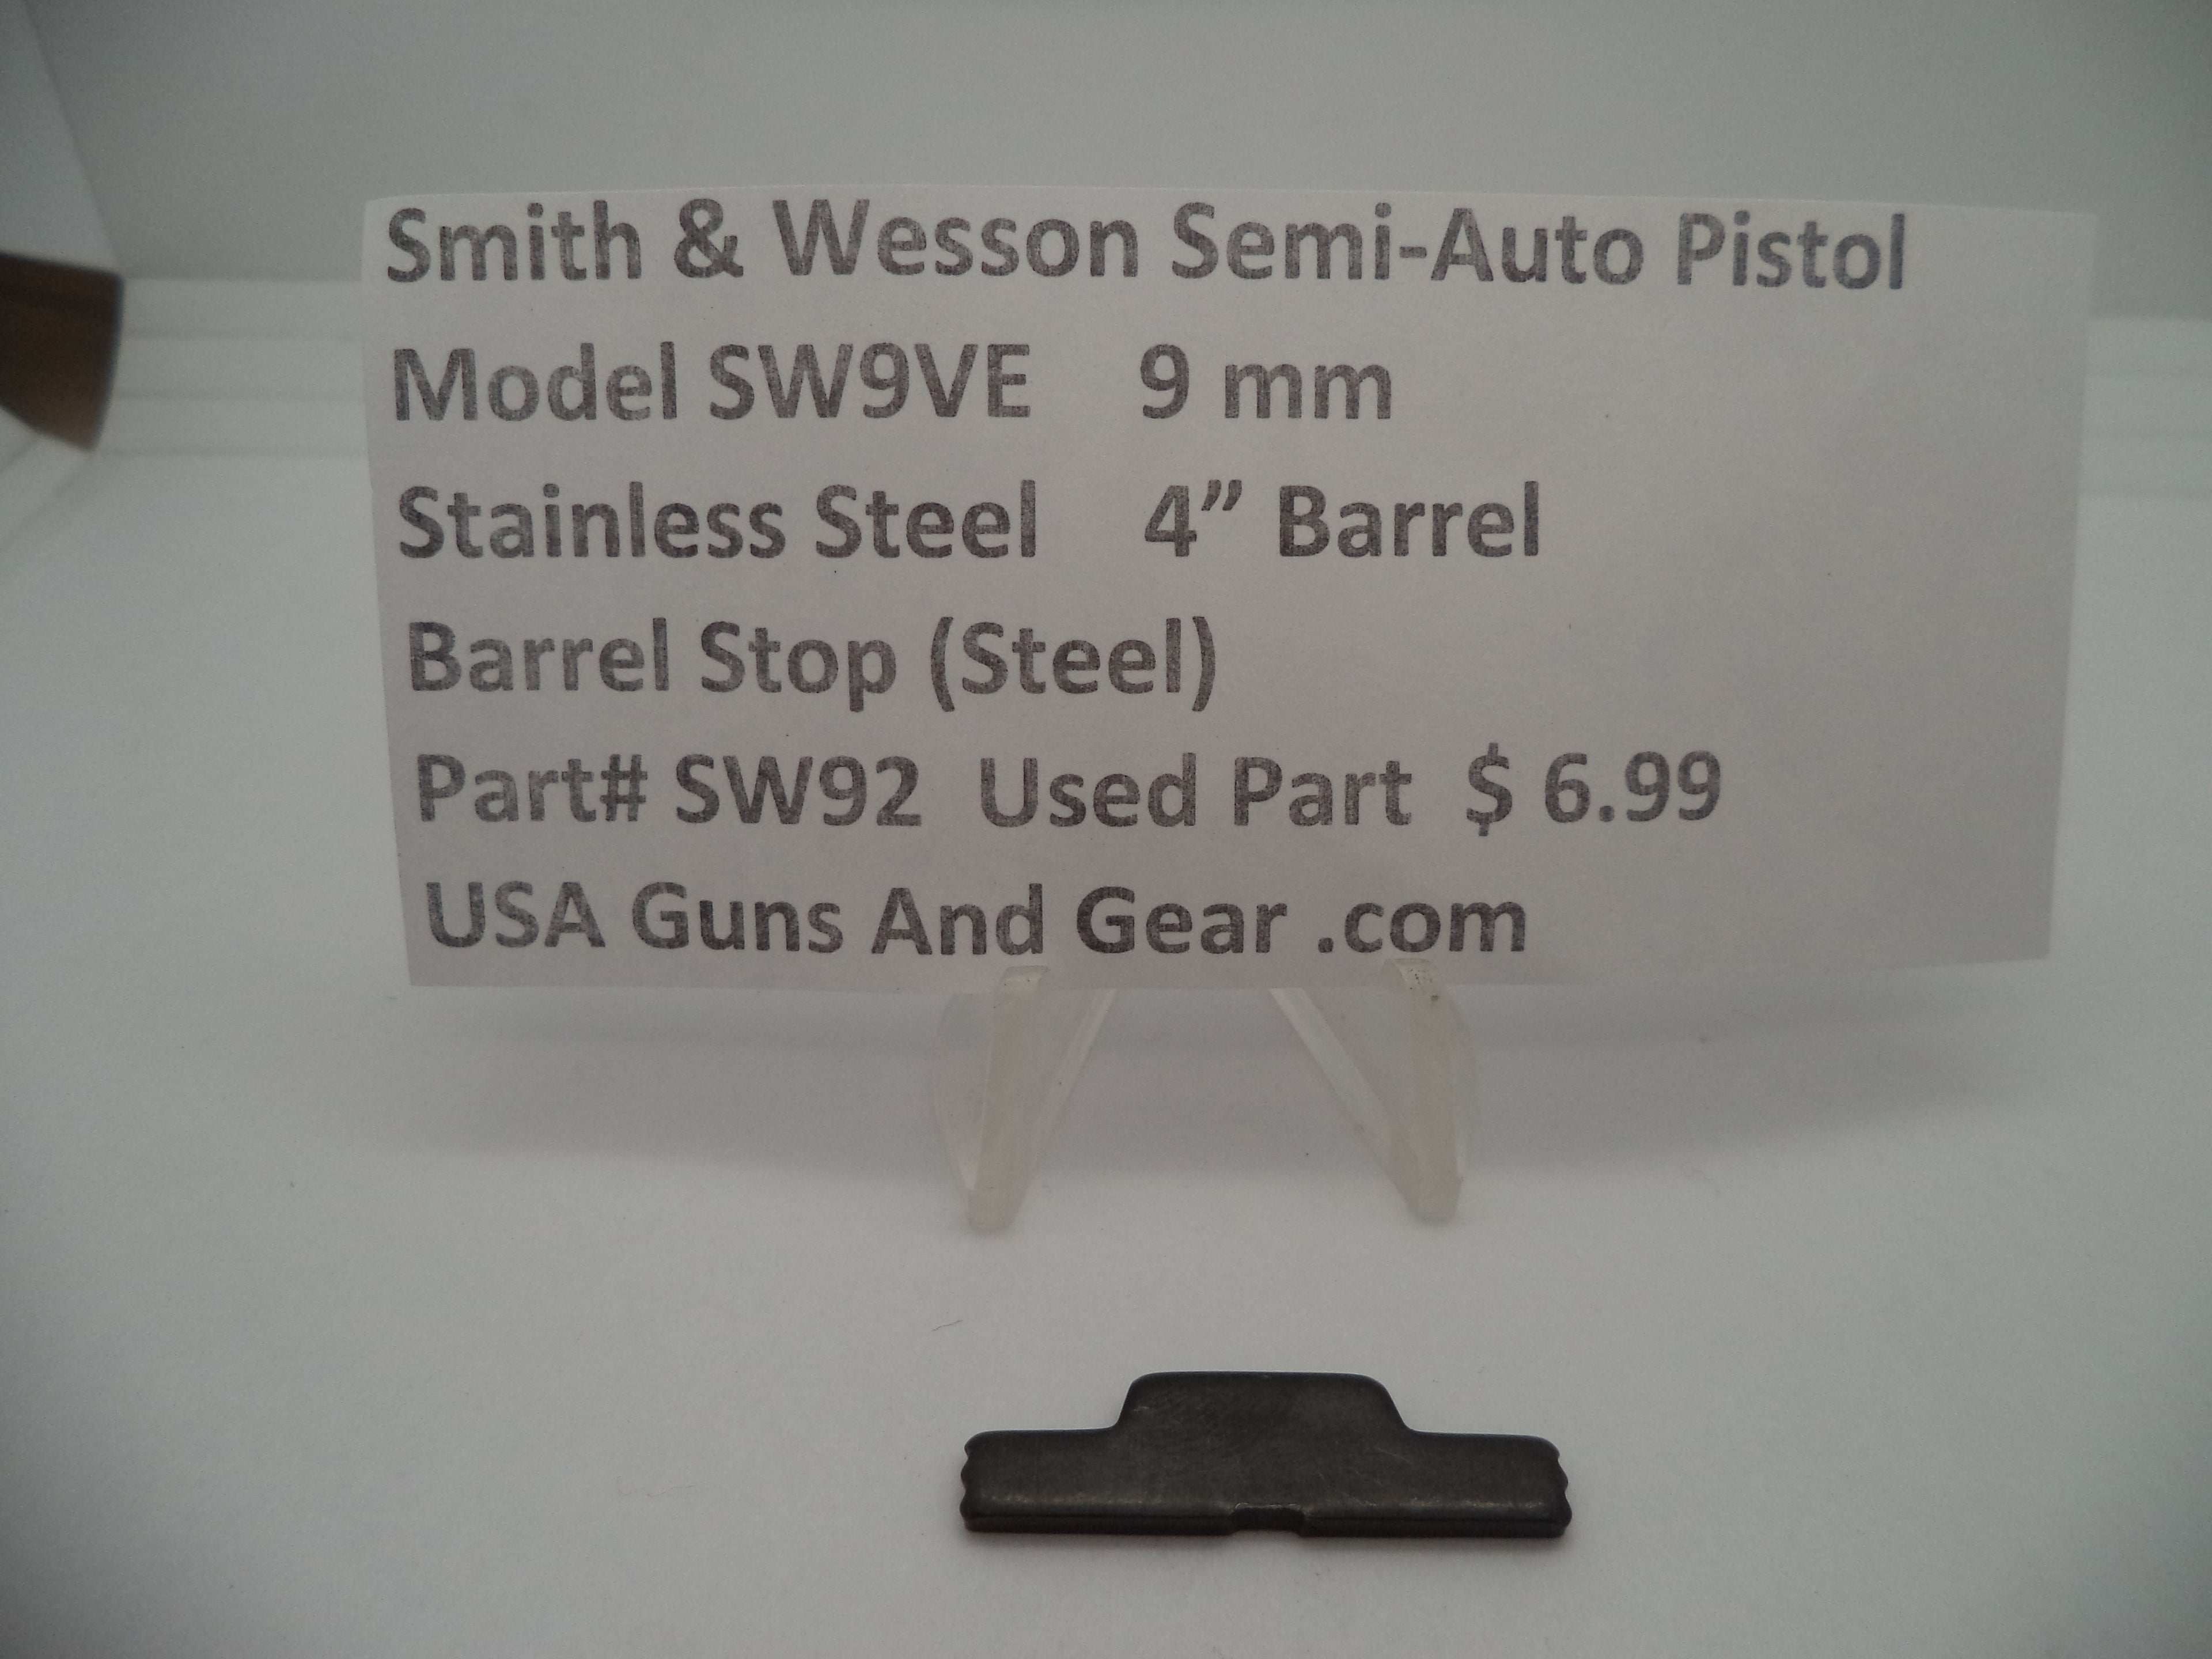 Smith & Wesson Semi-Auto Pistol
Model SW9VE 9 mm
Stainless Steel 4” Barrel
Barrel Stop (Steel)
Part# SW92 Used Part $ 6.99
USA Guns And Gear .com